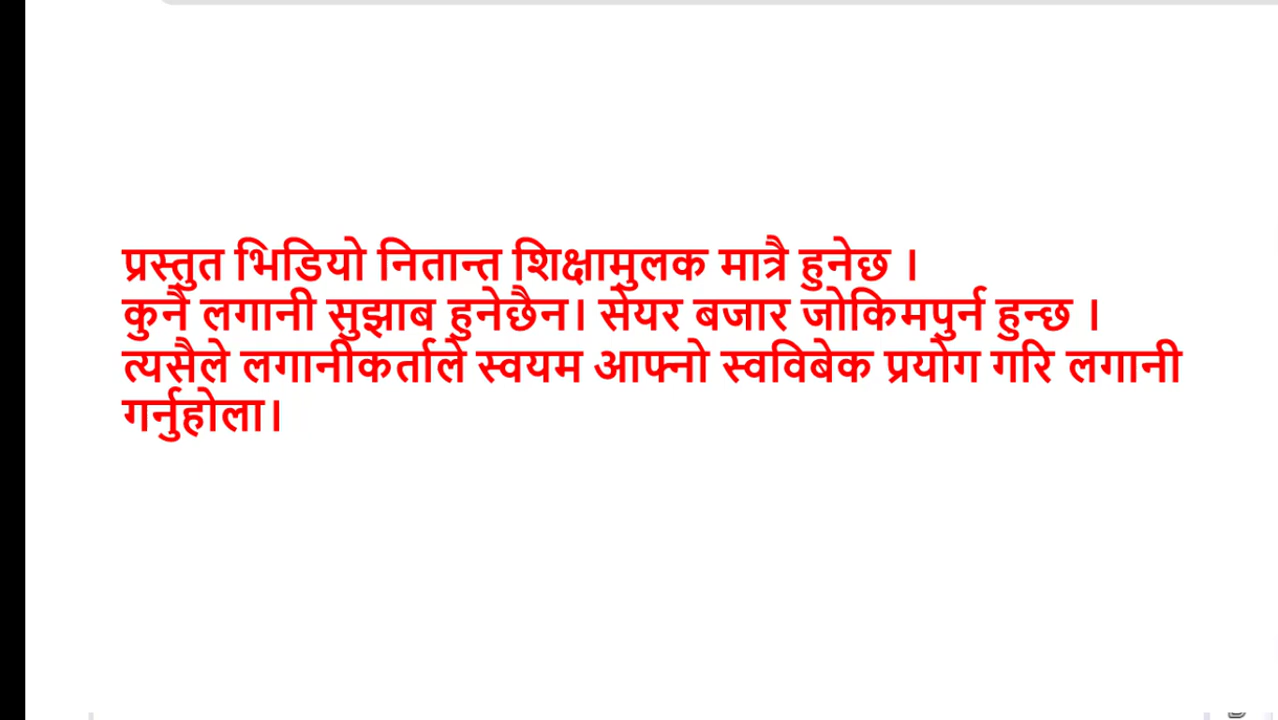 प्रस्तुत भिडियो नितान्त शिक्षामुलक मात्रै हुनेछ ।
कुनै लगानी सुझाब हुनेछैन। सेयर बजार जोकिमपुर्न हुन्छ ।
त्यसैले लगानीकर्ताले स्वयम आफ्नो स्वविबेक प्रयोग गरि लगानी
गर्नुहोला।